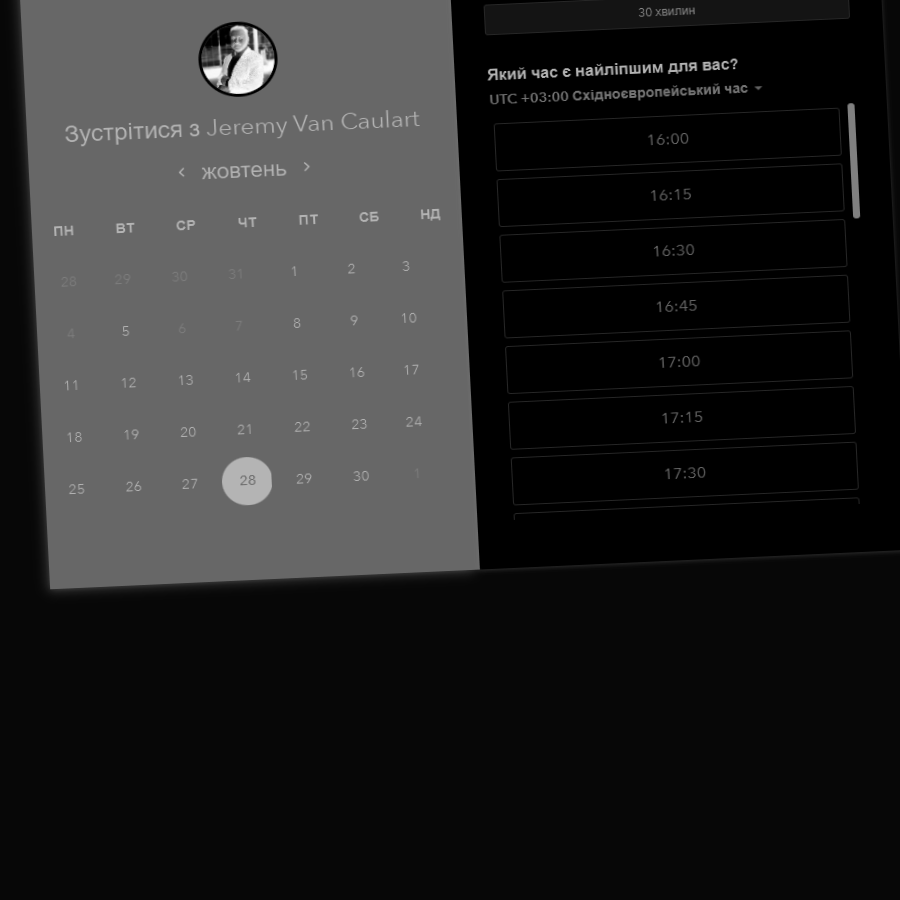 30 хвилин
Зустрітися з Jeremy Van Caulart
жовтень
ПН ВТ СР ЧТ ПТ СБ НД
28 29 30 31 1 2 3
4 5 6 7 8 9 10
11 12 13 14 15 16 17
18 19 20 21 22 23 24
25 26 27 28 29 30 1
Який час є найліпшим для вас?
UTC +03:00 Східноєвропейський час
16:00
16:15
16:30
16:45
17:00
17:15
17:30